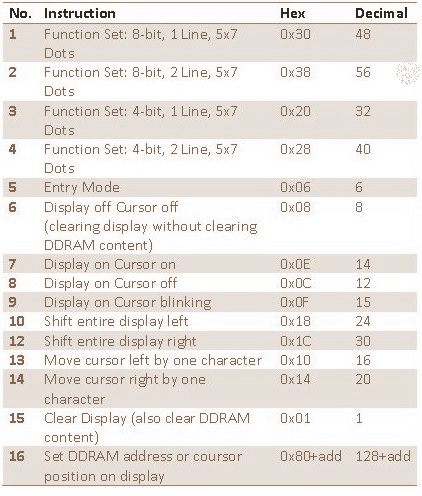 No. Instruction Hex Decimal
1 Function Set: 8-bit, 1 Line, 5x7 0x30 48
Dots
2 Function Set: 8-bit, 2 Line, 5x7 0x38 56
Dots
3 Function Set: 4-bit, 1 Line, 5x7 0x20 32
Dots
4 Function Set: 4-bit, 2 Line, 5x7 0x28 40
Dots
5 Entry Mode 0x06 6
6 Display off Cursor off 0x08 8
(clearing display without clearing
DDRAM content)
7 Display on Cursor on 0x0E 14
8 Display on Cursor off 0x0C 12
9 Display on Cursor blinking 0x0F 15
10 Shift entire display left 0x18 24
12 Shift entire display right 0x1C 30
13 Move cursor left by one character 0x10 16
14 Move cursor right by one 0x14 20
character
15 Clear Display (also clear DDRAM 0x01 1
content)
16 Set DDRAM address or coursor 0x80+add 128+add
position on display